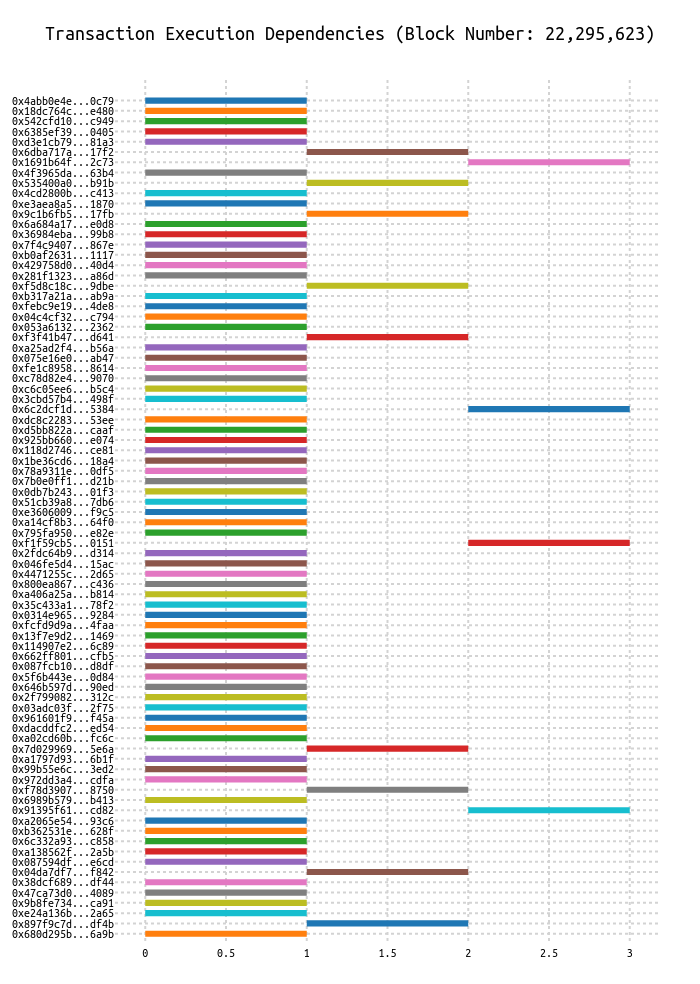 Transaction Execution Dependencies (Block Number: 22,295,623)
0x4abb0e4e...0c79
0x18dc764c...e480
0x542cfd10...c949
0x6385ef39...0405
0xd3e1cb79...81a3
0x6dba717a...17f2
0x1691b64f...2c73
0x4f3965da...63b4
0x535400a0...b91b
0x4cd2800b...c413
0xe3aea8a5...1870
0x9c1b6fb5...17fb
0x6a684a17...e0d8
0x36984eba...99b8
0x7f4c9407...867e
0xb0af2631...1117
0x429758d0...40d4
0x281f1323...a86d
0xf5d8c18c...9dbe
0xb317a21a...ab9a
0xfebc9e19...4de8
0x04c4cf32...c794
0x053a6132...2362
0xf3f41b47...d641
0xa25ad2f4...b56a
0x075e16e0...ab47
0xfe1c8958...8614
0xc78d82e4...9070
0xc6c05ee6...b5c4
0x3cbd57b4...498f
0x6c2dcf1d...5384
0xdc8c2283...53ee
0xd5bb822a...caaf
0x925bb660...e074
0x118d2746...ce81
0x1be36cd6...18a4
0x78a9311e...0df5
0x7b0e0ff1...d21b
0x0db7b243...01f3
0x51cb39a8...7db6
0xe3606009...f9c5
0xa14cf8b3...64f0
0x795fa950...e82e
0xf1f59cb5...0151
0x2fdc64b9...d314
0x046fe5d4...15ac
0x4471255c...2d65
0x800ea867...c436
0xa406a25a...b814
0x35c433a1...78f2
0x0314e965...9284
0xfcfd9d9a...4faa
0x13f7e9d2...1469
0x114907e2...6c89
0x662ff801...cfb5
0x087fcb10...d8df
0x5f6b443e...0d84
0x646b597d...90ed
0x2f799082...312c
0x03adc03f...2f75
0x961601f9...f45a
0xdacddfc2...ed54
0xa02cd60b...fc6c
0x7d029969...5e6a
0xa1797d93...6b1f
0x99b55e6c...3ed2
0x972dd3a4...cdfa
0xf78d3907...8750
0x6989b579...b413
0x91395f61...cd82
0xa2065e54...93c6
0xb362531e...628f
0x6c332a93...c858
0xa138562f...2a5b
0x087594df...e6cd
0x04da7df7...f842
0x38dcf689...df44
0x47ca73d0...4089
0x9b8fe734...ca91
0xe24a136b...2a65
0x897f9c7d...df4b
0x680d295b...6a9b
0 0.5 1 1.5 2 2.5 3